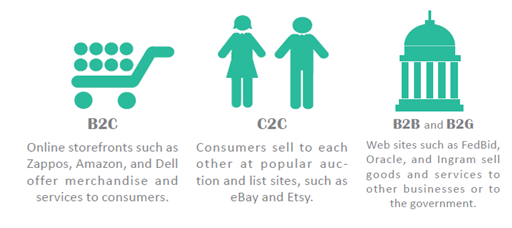 B2C
Online storefronts such as
Zappos, Amazon, and Dell
offer merchandise and
services to consumers.
C2C
Consumers sell to each
other at popular auc-
tion and list sites, such as
eBay and Etsy.
B2B and B2G
Web sites such as FedBid,
Oracle, and Ingram sell
goods and services to
other businesses or to
the government.